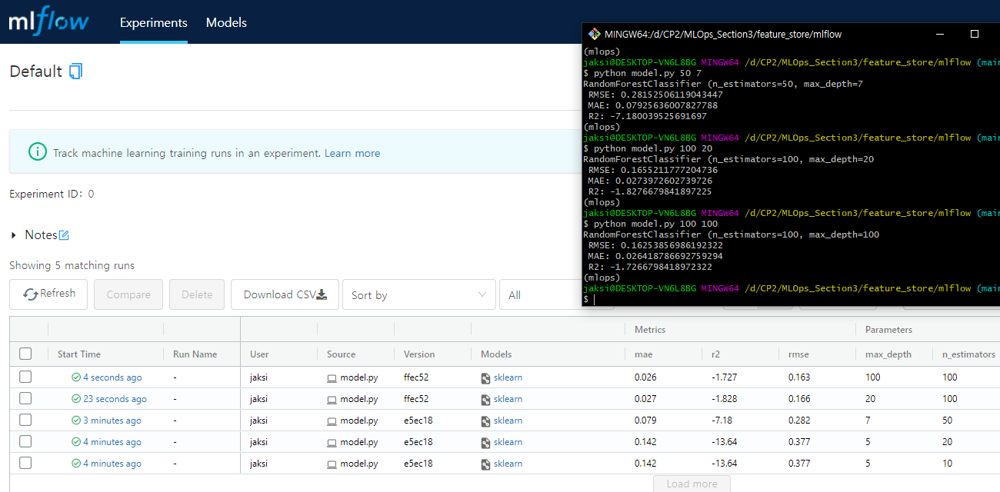 mlflow
Experiments Models
Default
Track machine learning training runs in an experiment. Learn more
Experiment ID: 0
Notes
Showing 5 matching runs
Refresh Compare Delete Download CSV Sort by All
Metrics Parameters
Start Time Run Name User Source Version Models mae r2 rmse max_depth n_estimators
4 seconds ago - jaksi model.py ffec52 sklearn 0.026 -1.727 0.163 100 100
23 seconds ago - jaksi model.py ffec52 sklearn 0.027 -1.828 0.166 20 100
3 minutes ago - jaksi model.py e5ec18 sklearn 0.079 -7.18 0.282 7 50
4 minutes ago - jaksi model.py e5ec18 sklearn 0.142 -13.64 0.377 5 20
4 minutes ago - jaksi model.py e5ec18 sklearn 0.142 -13.64 0.377 5 10
Load more
MINGW64:/d/CP2/MLOps_Section3/feature_store/mlflow
(mlops)
jaksi@DESKTOP-VN6L8BG MINGW64 /d/CP2/MLOps_Section3/feature_store/mlflow (main
$ python model.py 50 7
RandomForestClassifier (n_estimators=50, max_depth=7
RMSE: 0.28152506119043447
MAE: 0.07925636007827788
R2: -7.180039525691697
(mlops)
jaksi@DESKTOP-VN6L8BG MINGW64 /d/CP2/MLOps_Section3/feature_store/mlflow (main
$ python model.py 100 20
RandomForestClassifier (n_estimators=100, max_depth=20
RMSE: 0.1655211777204736
MAE: 0.0273972602739726
R2: -1.8276679841897225
(mlops)
jaksi@DESKTOP-VN6L8BG MINGW64 /d/CP2/MLOps_Section3/feature_store/mlflow (main
$ python model.py 100 100
RandomForestClassifier (n_estimators=100, max_depth=100
RMSE: 0.16253856986192322
MAE: 0.026418786692759294
R2: -1.7266798418972322
(mlops)
jaksi@DESKTOP-VN6L8BG MINGW64 /d/CP2/MLOps_Section3/feature_store/mlflow (main
$